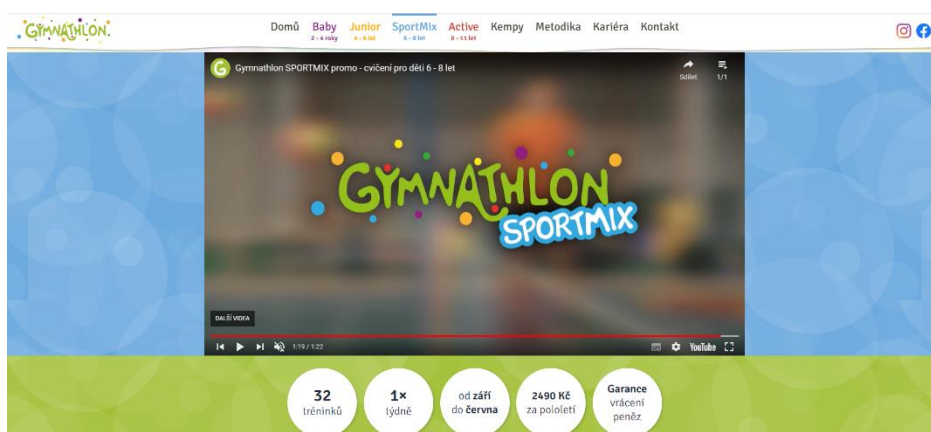 GYMNATHLON.
Domů Baby Junior SportMix Active Kempy Metodika Kariéra Kontakt
2 - 4 roky 4 - 6 let 6 - 8 let 8 - 11 let
Gymnathlon SPORTMIX promo - cvičení pro děti 6 - 8 let
Sdílet 1/1
GYMNATHLON
SPORTMIX
DALŠÍ VIDEA
1:19 / 1:22 YouTube
32
tréninků
1×
týdně
od září
do června
2490 Kč
za pololetí
Garance
vrácení
peněz